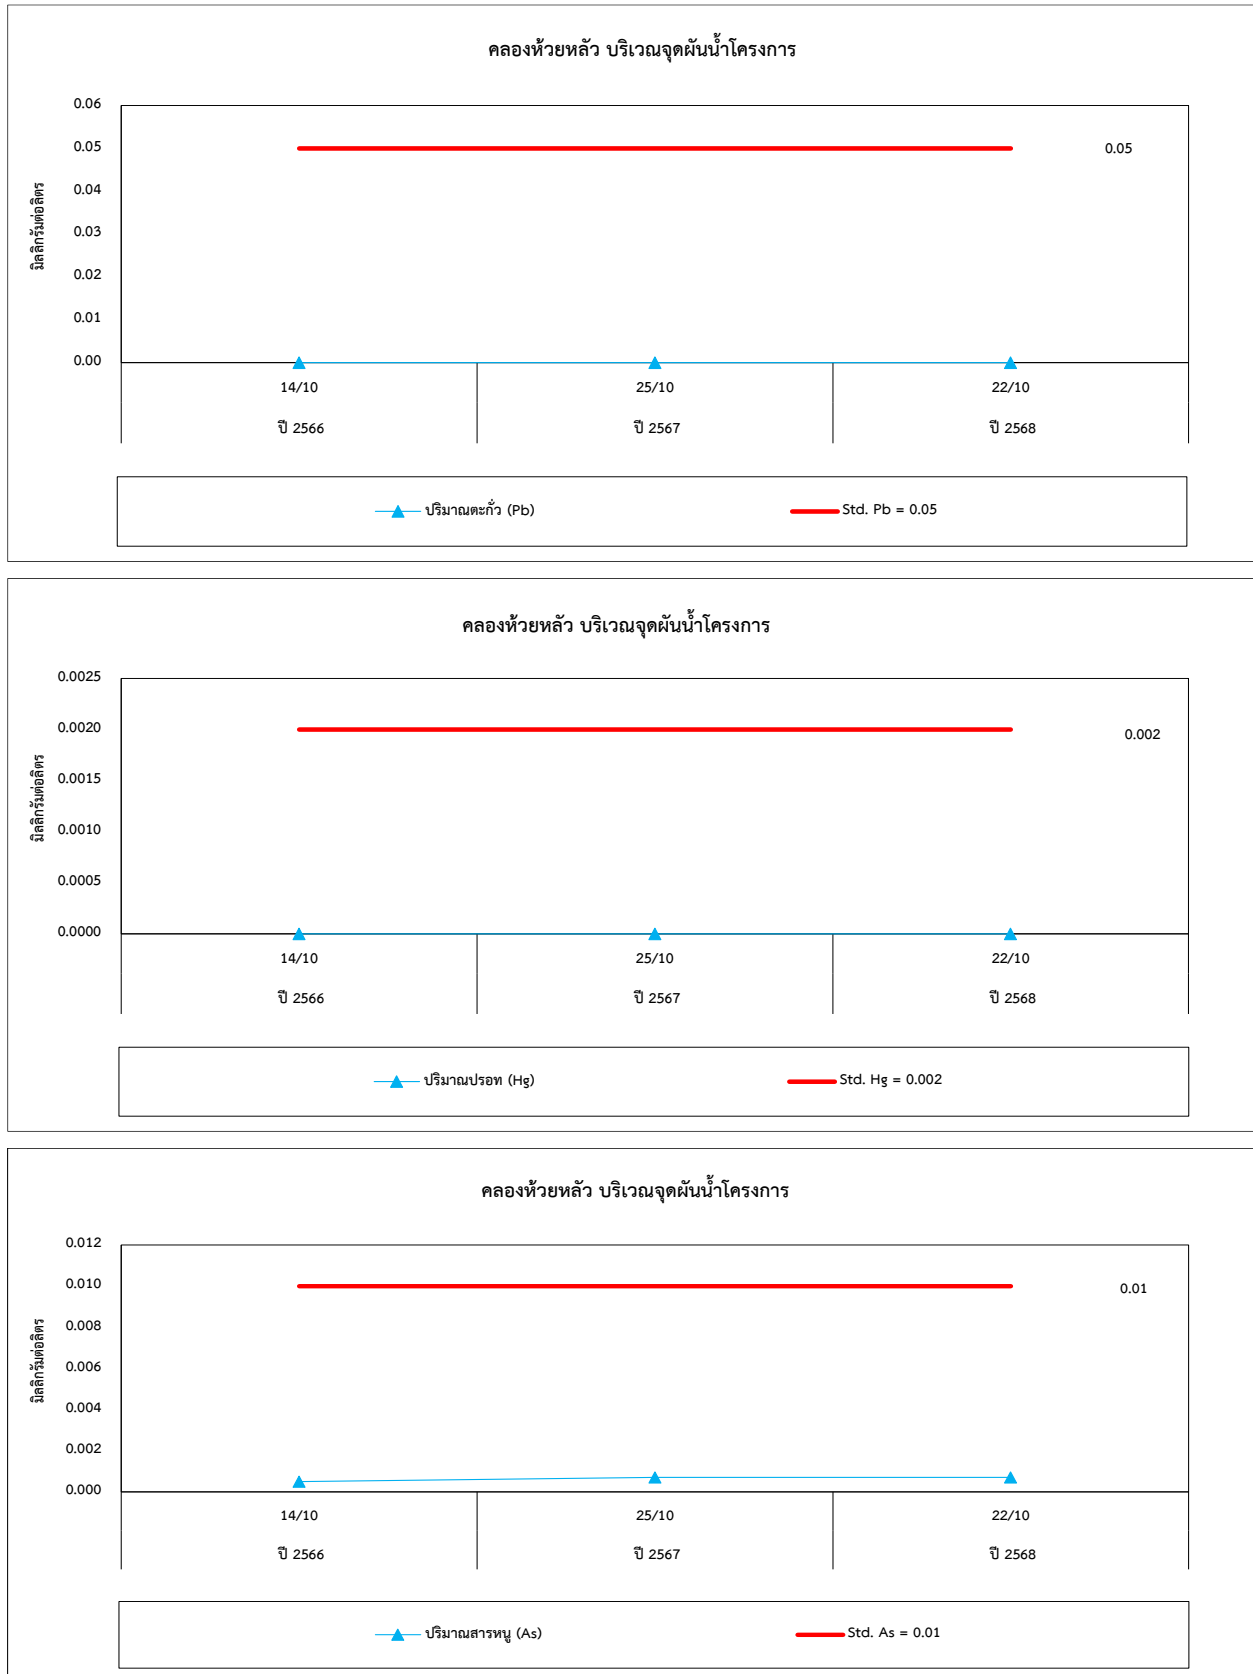 คลองห้วยหลัว บริเวณจุดผันน้ำโครงการ
มิลลิกรัมต่อลิตร
0.06
0.05
0.04
0.03
0.02
0.01
0.00
0.05
14/10 25/10 22/10
ปี 2566 ปี 2567 ปี 2568
ปริมาณตะกั่ว (Pb) Std. Pb = 0.05
คลองห้วยหลัว บริเวณจุดผันน้ำโครงการ
มิลลิกรัมต่อลิตร
0.0025
0.0020
0.0015
0.0010
0.0005
0.0000
0.002
14/10 25/10 22/10
ปี 2566 ปี 2567 ปี 2568
ปริมาณปรอท (Hg) Std. Hg = 0.002
คลองห้วยหลัว บริเวณจุดผันน้ำโครงการ
มิลลิกรัมต่อลิตร
0.012
0.010
0.008
0.006
0.004
0.002
0.000
0.01
14/10 25/10 22/10
ปี 2566 ปี 2567 ปี 2568
ปริมาณสารหนู (As) Std. As = 0.01